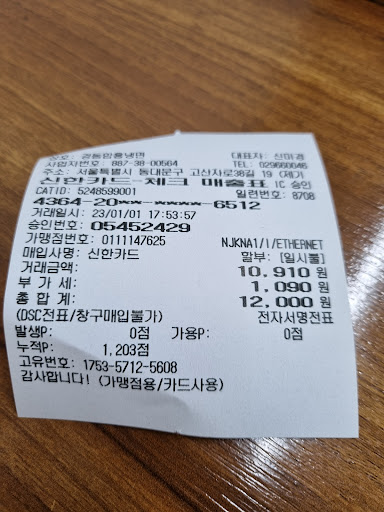 상호: 경동함흥냉면 대표자: 신미경
사업자번호: 887-38-00564 TEL: 029660046
주소: 서울특별시 동대문구 고산자로38길 19 (제기
신한카드-체크 매출표 IC 승인
CATID: 5248599001 일련번호: 8708
4364-20**-****-6512
거래일시: 23/01/01 17:53:57
승인번호: 05452429
가맹점번호: 0111147625 NJKNA1/I/ETHERNET
매입사명: 신한카드 할부: [일시불]
거래금액: 10,910 원
부 가 세: 1,090 원
총 합 계: 12,000 원
(DSC전표/창구매입불가) 전자서명전표
발생P: 0점 가용P: 0점
누적P: 1,203점
고유번호: 1753-5712-5608
감사합니다! (가맹점용/카드사용)